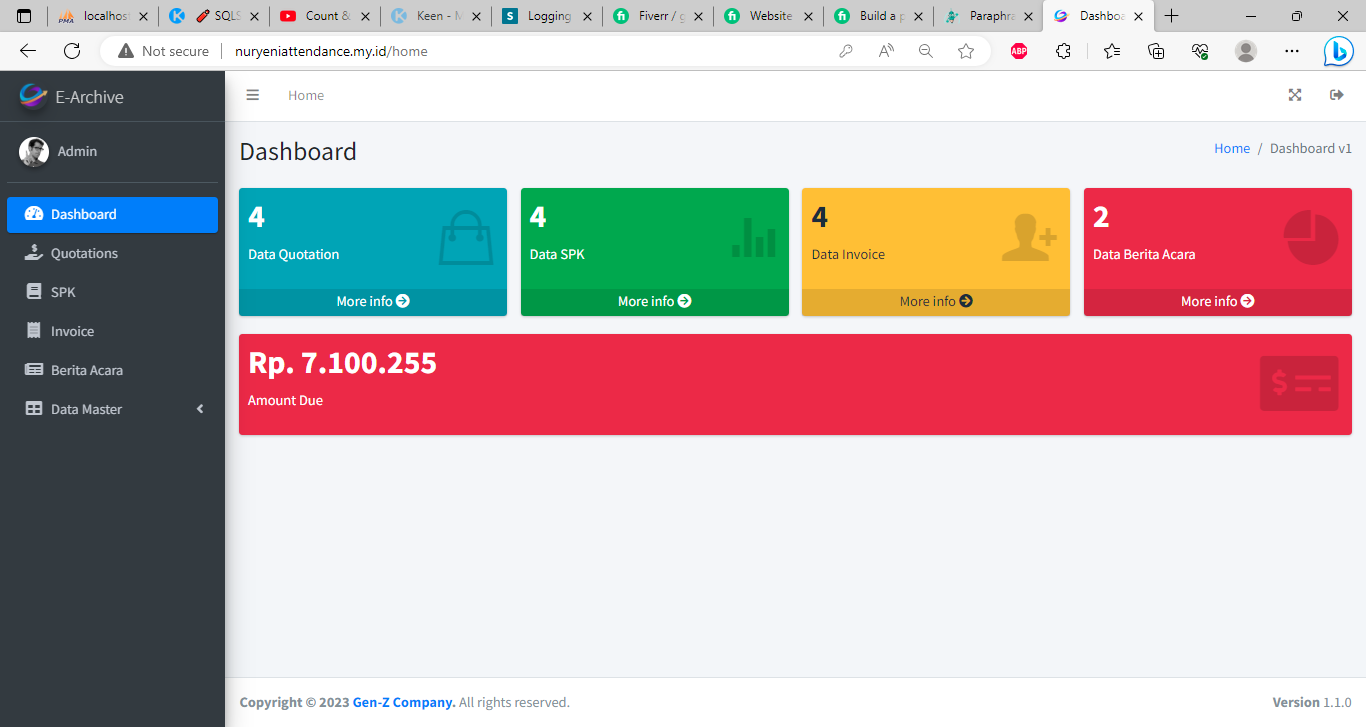 localhost
SQLS
Count &
Keen - M
Logging
Fiverr / g
Website
Build a p
Paraphra
Dashboa
Not secure
nuryeniattendance.my.id/home
ABP
E-Archive
Home
Admin
Dashboard
Home / Dashboard v1
Dashboard
Quotations
SPK
Invoice
Berita Acara
Data Master
4
Data Quotation
More info
4
Data SPK
More info
4
Data Invoice
More info
2
Data Berita Acara
More info
Rp. 7.100.255
Amount Due
Copyright © 2023 Gen-Z Company. All rights reserved.
Version 1.1.0